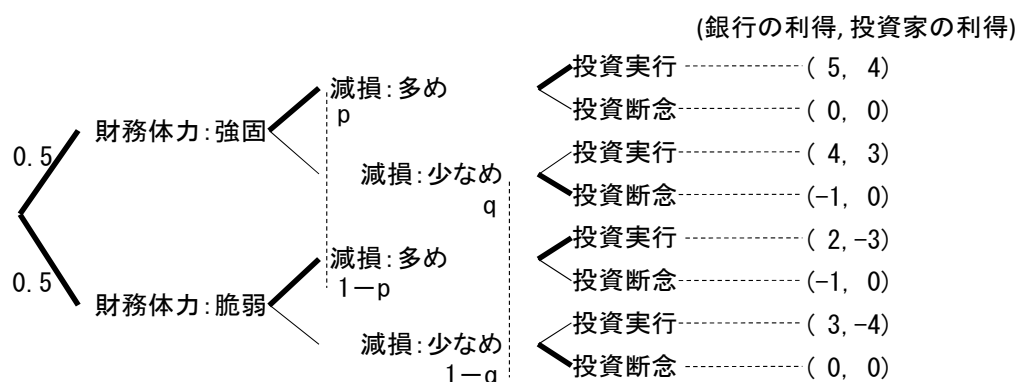 (銀行の利得, 投資家の利得)
投資実行 ( 5, 4)
減損:多め
p
投資断念 ( 0, 0)
財務体力:強固
0.5
投資実行 ( 4, 3)
減損:少なめ
q
投資断念 (-1, 0)
投資実行 ( 2,-3)
減損:多め
1-p
投資断念 (-1, 0)
0.5
財務体力:脆弱
投資実行 ( 3,-4)
減損:少なめ
1-q
投資断念 ( 0, 0)